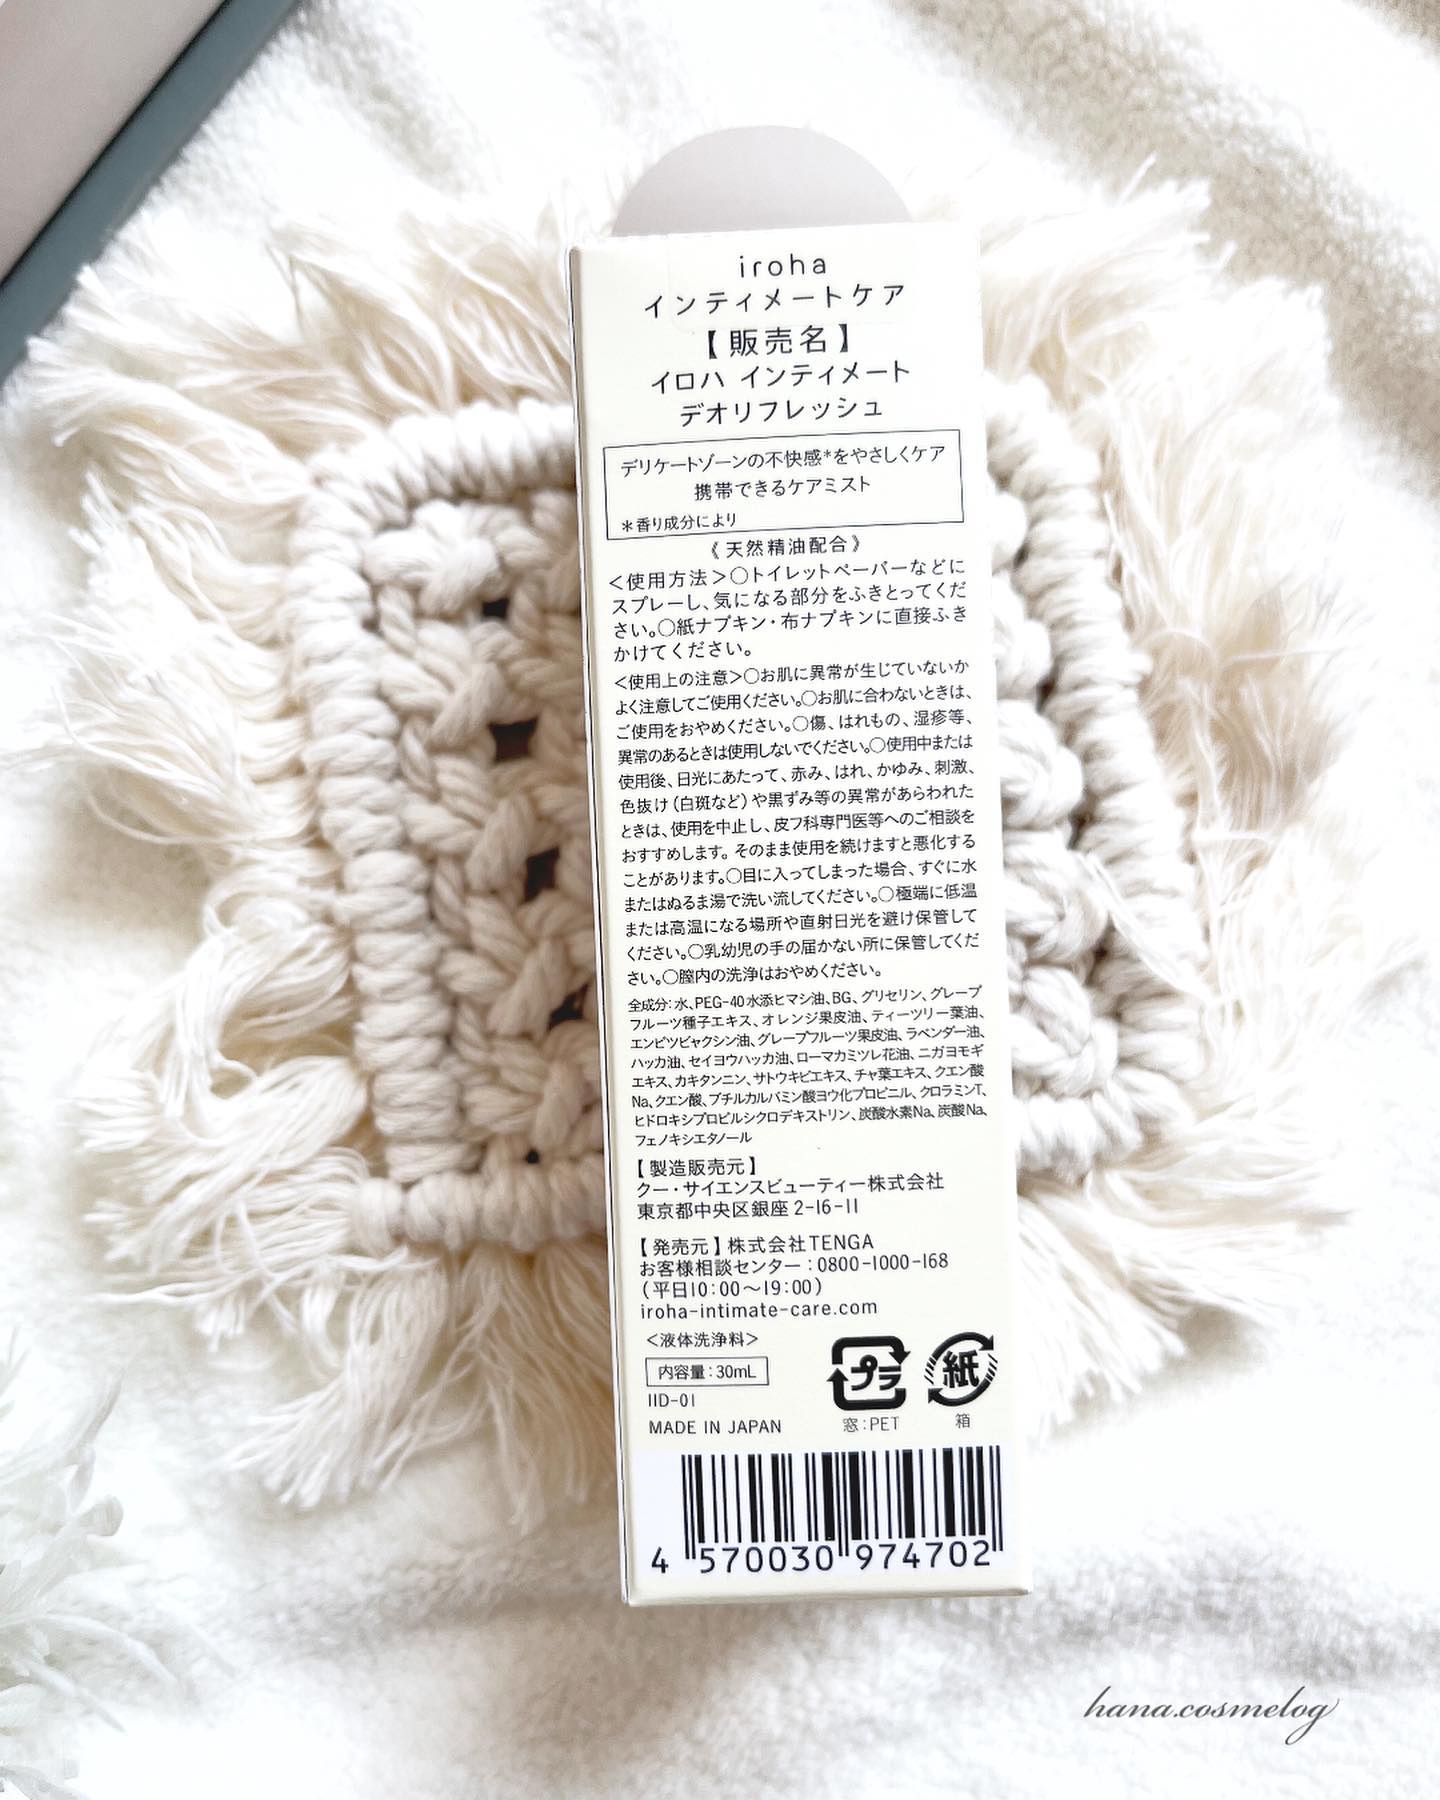 iroha
インティメートケア
【販売名】
イロハ インティメート
デオリフレッシュ
デリケートゾーンの不快感*をやさしくケア
携帯できるケアミスト
*香り成分により
《天然精油配合》
<使用方法>○トイレットペーパーなどに
スプレーし、気になる部分をふきとってくだ
さい。○紙ナプキン・布ナプキンに直接ふき
かけてください。
<使用上の注意>○お肌に異常が生じていないか
よく注意してご使用ください。○お肌に合わないときは、
ご使用をおやめください。○傷、はれもの、湿疹等、
異常のあるときは使用しないでください。○使用中または
使用後、日光にあたって、赤み、はれ、かゆみ、刺激、
色抜け(白斑など)や黒ずみ等の異常があらわれた
ときは、使用を中止し、皮フ科専門医等へのご相談を
おすすめします。そのまま使用を続けますと悪化する
ことがあります。○目に入ってしまった場合、すぐに水
またはぬるま湯で洗い流してください。○極端に低温
または高温になる場所や直射日光を避け保管して
ください。○乳幼児の手の届かない所に保管してくだ
さい。○膣内の洗浄はおやめください。
全成分:水、PEG-40水添ヒマシ油、BG、グリセリン、グレープ
フルーツ種子エキス、オレンジ果皮油、ティーツリー葉油、
エンピツビャクシン油、グレープフルーツ果皮油、ラベンダー油、
ハッカ油、セイヨウハッカ油、ローマカミツレ花油、ニガヨモギ
エキス、カキタンニン、サトウキビエキス、チャ葉エキス、クエン酸
Na、クエン酸、ブチルカルバミン酸ヨウ化プロピニル、クロラミンT、
ヒドロキシプロピルシクロデキストリン、炭酸水素Na、炭酸Na、
フェノキシエタノール
【製造販売元】
クー・サイエンスビューティー株式会社
東京都中央区銀座2-16-11
【発売元】株式会社TENGA
お客様相談センター:0800-1000-168
(平日10:00～19:00)
iroha-intimate-care.com
<液体洗浄料>
内容量:30mL
IID-01
MADE IN JAPAN
プラ
窓:PET
紙
箱
4 570030 974702
hana.cosmelog